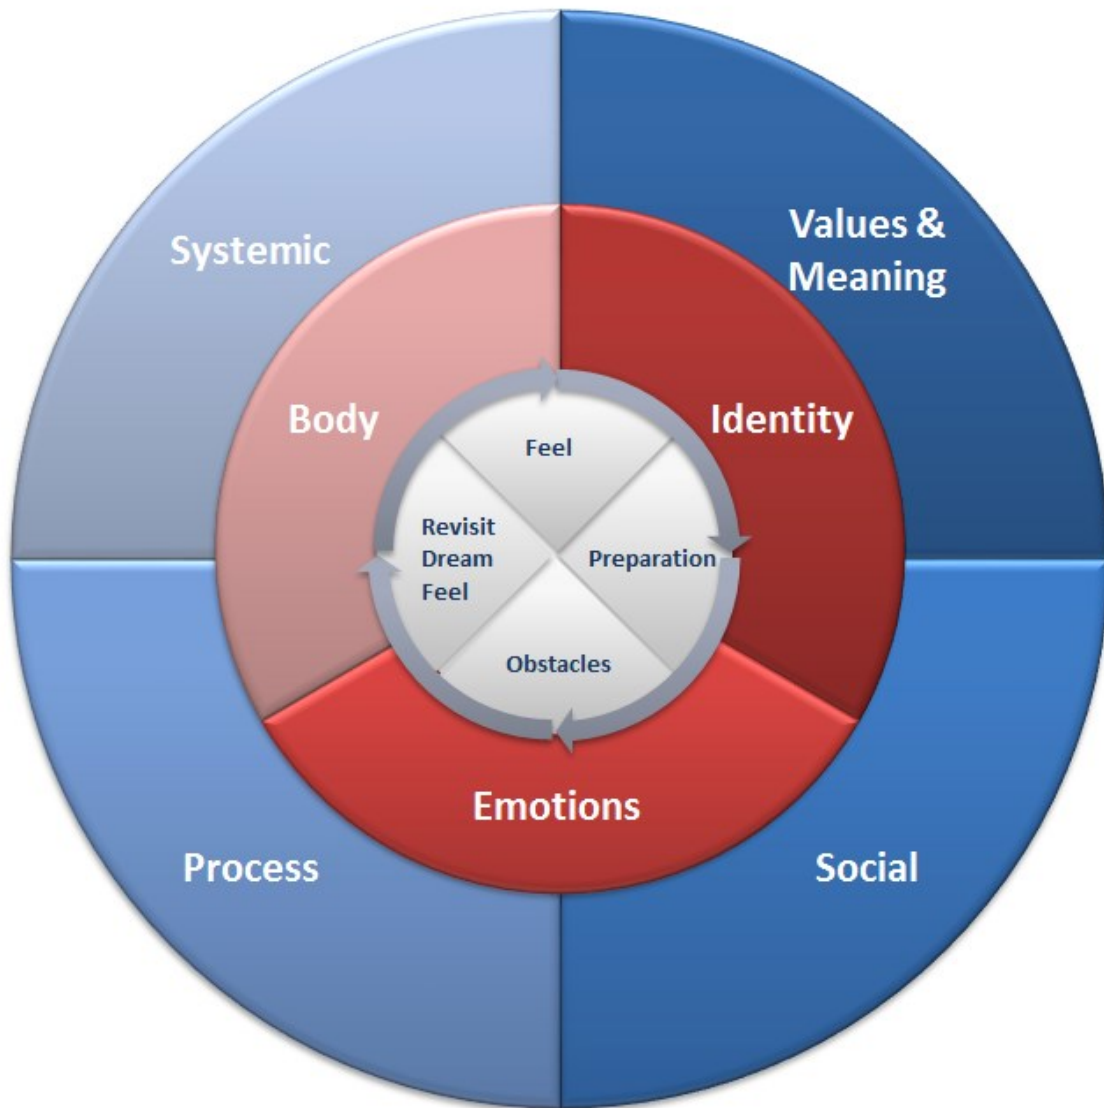 Systemic
Values &
Meaning
Body
Identity
Feel
Revisit
Dream
Feel
Preparation
Obstacles
Emotions
Process
Social